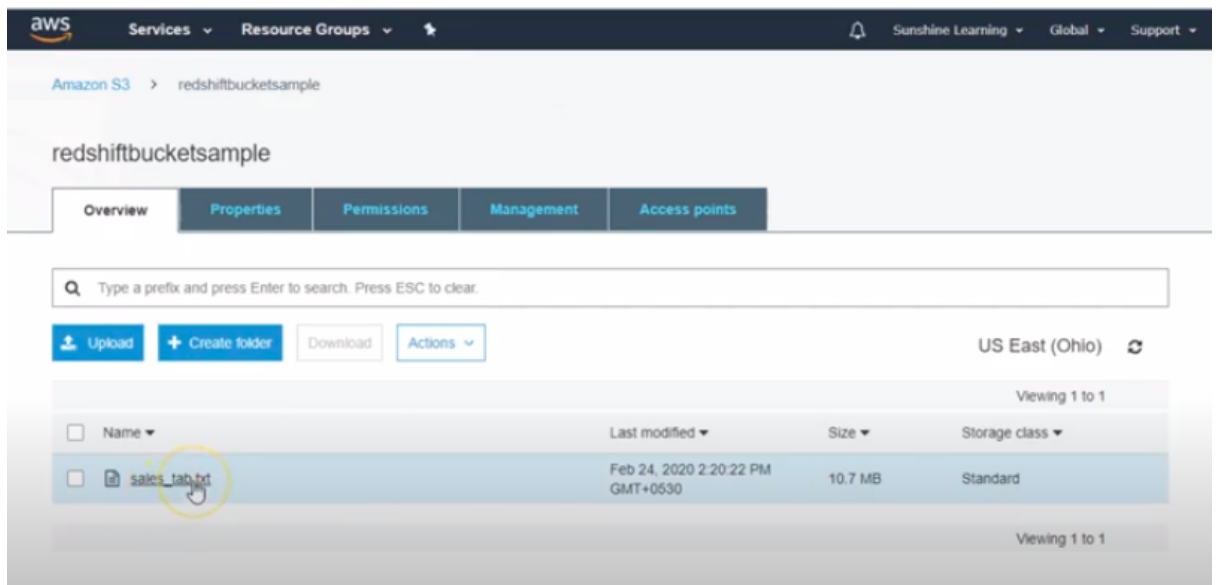 aws Services Resource Groups Sunshine Learning Global Support
Amazon S3 > redshiftbucketsample
redshiftbucketsample
Overview Properties Permissions Management Access points
Type a prefix and press Enter to search. Press ESC to clear.
Upload + Create folder Download Actions US East (Ohio)
Viewing 1 to 1
Name Last modified Size Storage class
sales_tab.txt Feb 24, 2020 2:20:22 PM 10.7 MB Standard
GMT+0530
Viewing 1 to 1